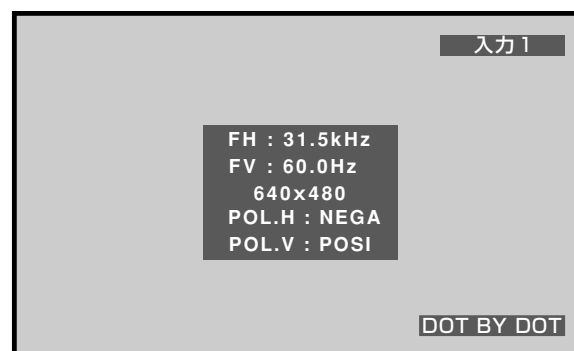 入力1
FH : 31.5kHz
FV : 60.0Hz
640x480
POL.H : NEGA
POL.V : POSI
DOT BY DOT